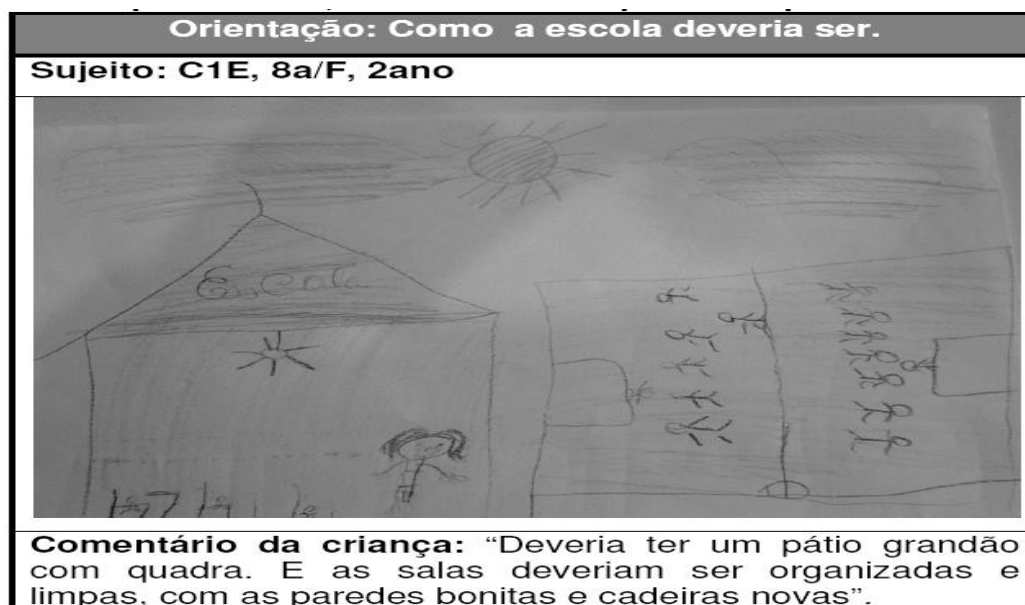 Orientação: Como a escola deveria ser.
Sujeito: C1E, 8a/F, 2ano
Escola
Comentário da criança: “Deveria ter um pátio grandão
com quadra. E as salas deveriam ser organizadas e
limpas, com as paredes bonitas e cadeiras novas”.